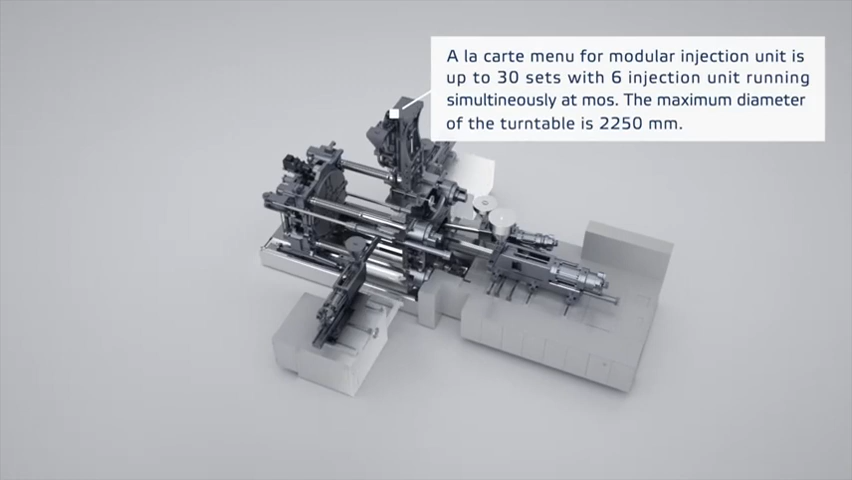 A la carte menu for modular injection unit is
up to 30 sets with 6 injection unit running
simultineously at mos. The maximum diameter
of the turntable is 2250 mm.